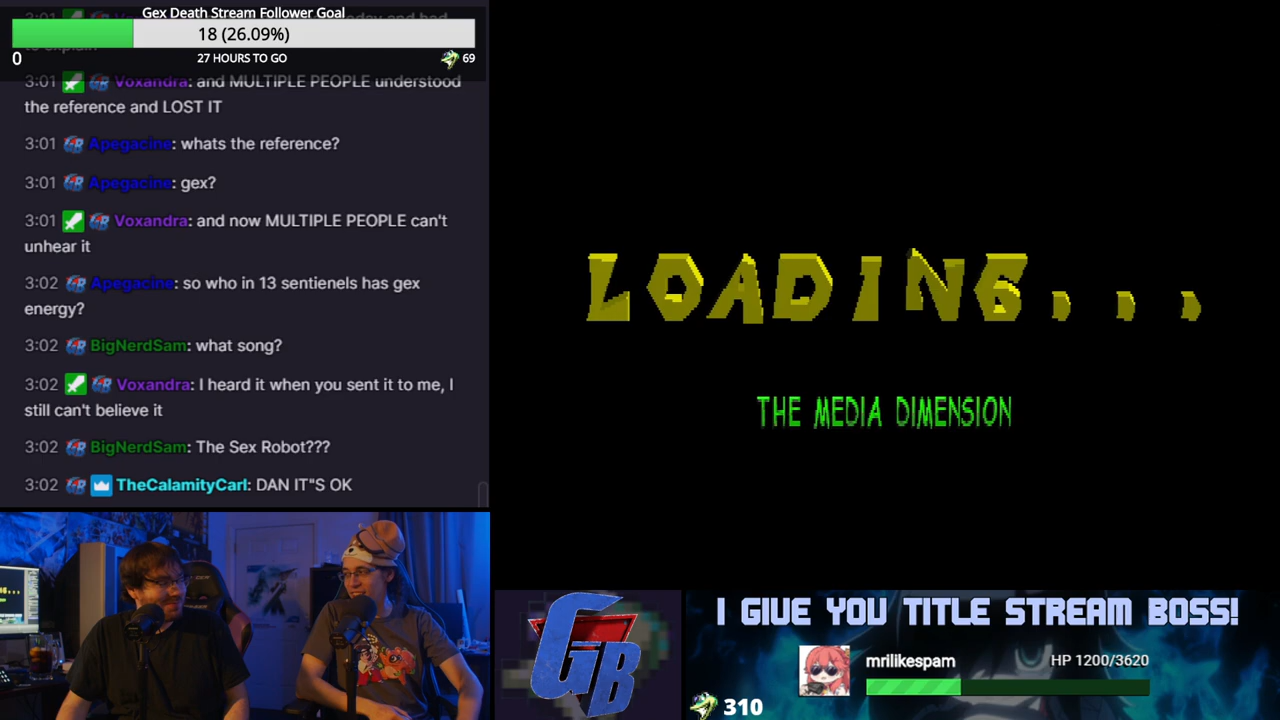 Gex Death Stream Follower Goal
18 (26.09%)
0
27 HOURS TO GO
69
3:01 Voxandra: and MULTIPLE PEOPLE understood
the reference and LOST IT
3:01 Apegacine: whats the reference?
3:01 Apegacine: gex?
3:01 Voxandra: and now MULTIPLE PEOPLE can't
unhear it
3:02 Apegacine: so who in 13 sentienels has gex
energy?
3:02 BigNerdSam: what song?
3:02 Voxandra: I heard it when you sent it to me, I
still can't believe it
3:02 BigNerdSam: The Sex Robot???
3:02 TheCalamityCarl: DAN IT"S OK
LOADING...
THE MEDIA DIMENSION
GB
I GIVE YOU TITLE STREAM BOSS!
mrilikespam
HP 1200/3620
310